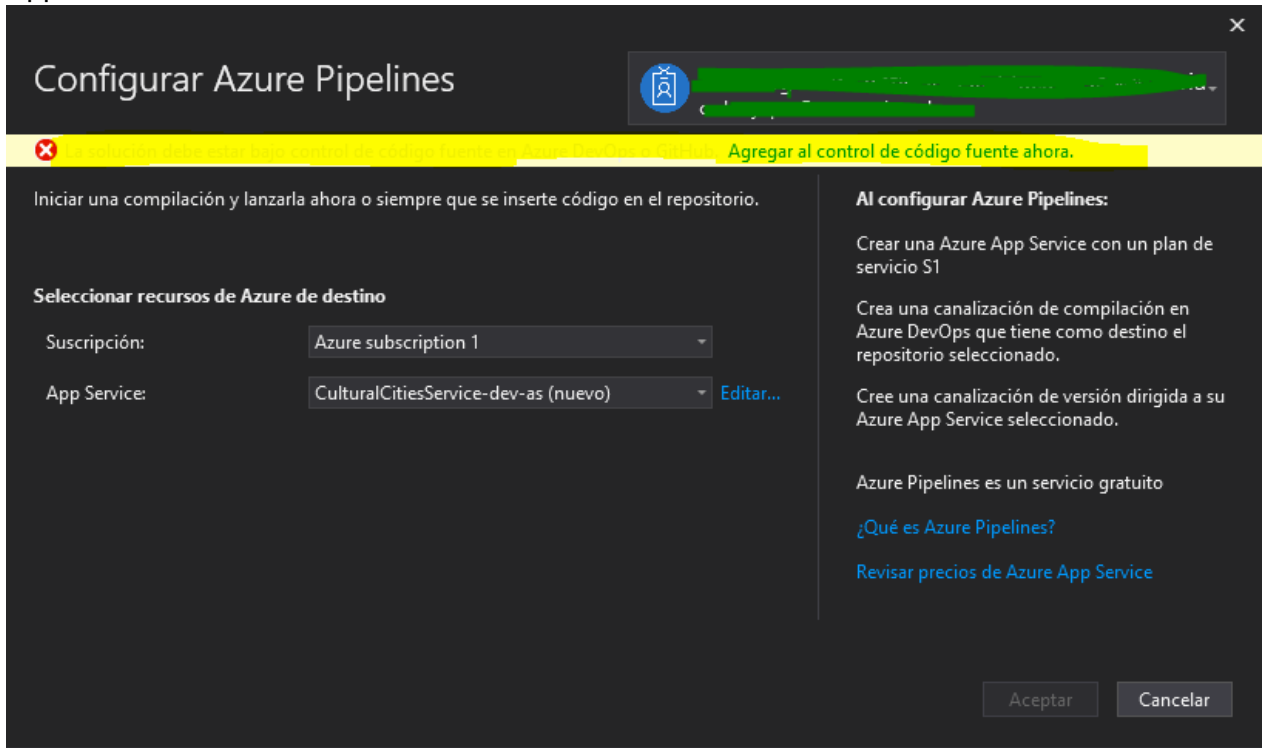 Configurar Azure Pipelines
La solución debe estar bajo control de código fuente en Azure DevOps o GitHub. Agregar al control de código fuente ahora.
Iniciar una compilación y lanzarla ahora o siempre que se inserte código en el repositorio.
Seleccionar recursos de Azure de destino
Suscripción: Azure subscription 1
App Service: CulturalCitiesService-dev-as (nuevo) Editar...
Al configurar Azure Pipelines:
Crear una Azure App Service con un plan de
servicio S1
Crea una canalización de compilación en
Azure DevOps que tiene como destino el
repositorio seleccionado.
Cree una canalización de versión dirigida a su
Azure App Service seleccionado.
Azure Pipelines es un servicio gratuito
¿Qué es Azure Pipelines?
Revisar precios de Azure App Service
Aceptar Cancelar